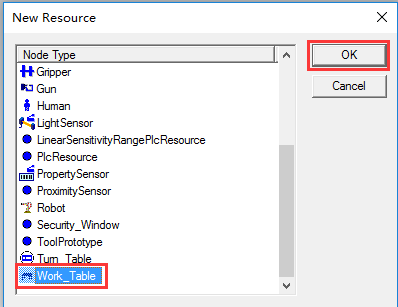 New Resource
Node Type
Gripper
Gun
Human
LightSensor
LinearSensitivityRangePlcResource
PlcResource
PropertySensor
ProximitySensor
Robot
Security_Window
ToolPrototype
Turn_Table
Work_Table
OK
Cancel